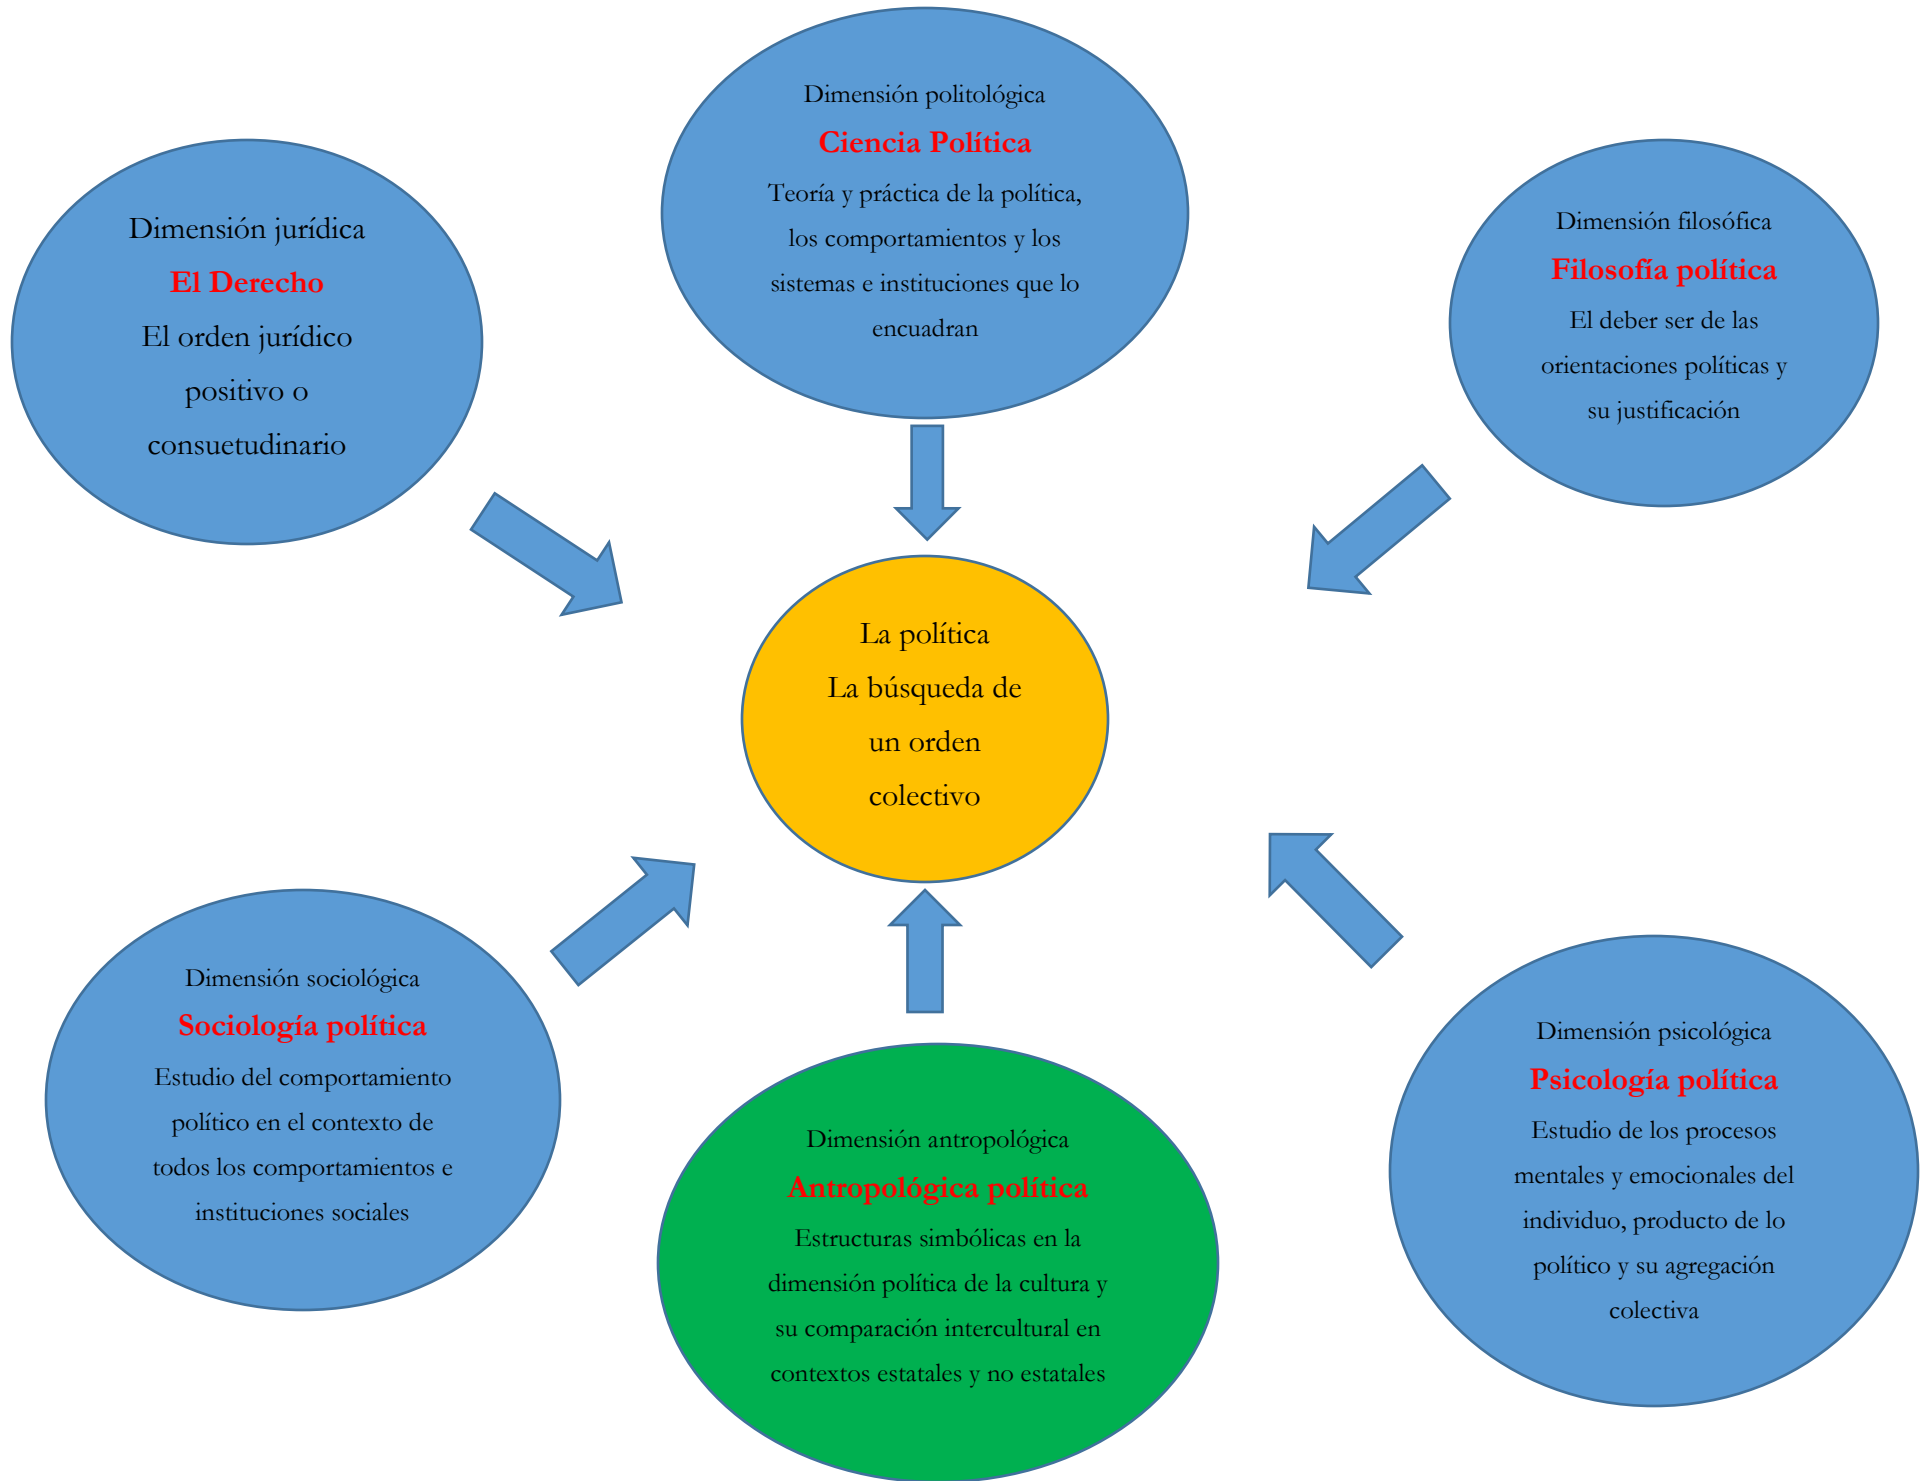 Dimensión politológica
Ciencia Política
Teoría y práctica de la política,
los comportamientos y los
sistemas e instituciones que lo
encuadran
Dimensión jurídica
El Derecho
El orden jurídico
positivo o
consuetudinario
Dimensión filosófica
Filosofía política
El deber ser de las
orientaciones políticas y
su justificación
La política
La búsqueda de
un orden
colectivo
Dimensión sociológica
Sociología política
Estudio del comportamiento
político en el contexto de
todos los comportamientos e
instituciones sociales
Dimensión antropológica
Antropológica política
Estructuras simbólicas en la
dimensión política de la cultura y
su comparación intercultural en
contextos estatales y no estatales
Dimensión psicológica
Psicología política
Estudio de los procesos
mentales y emocionales del
individuo, producto de lo
político y su agregación
colectiva